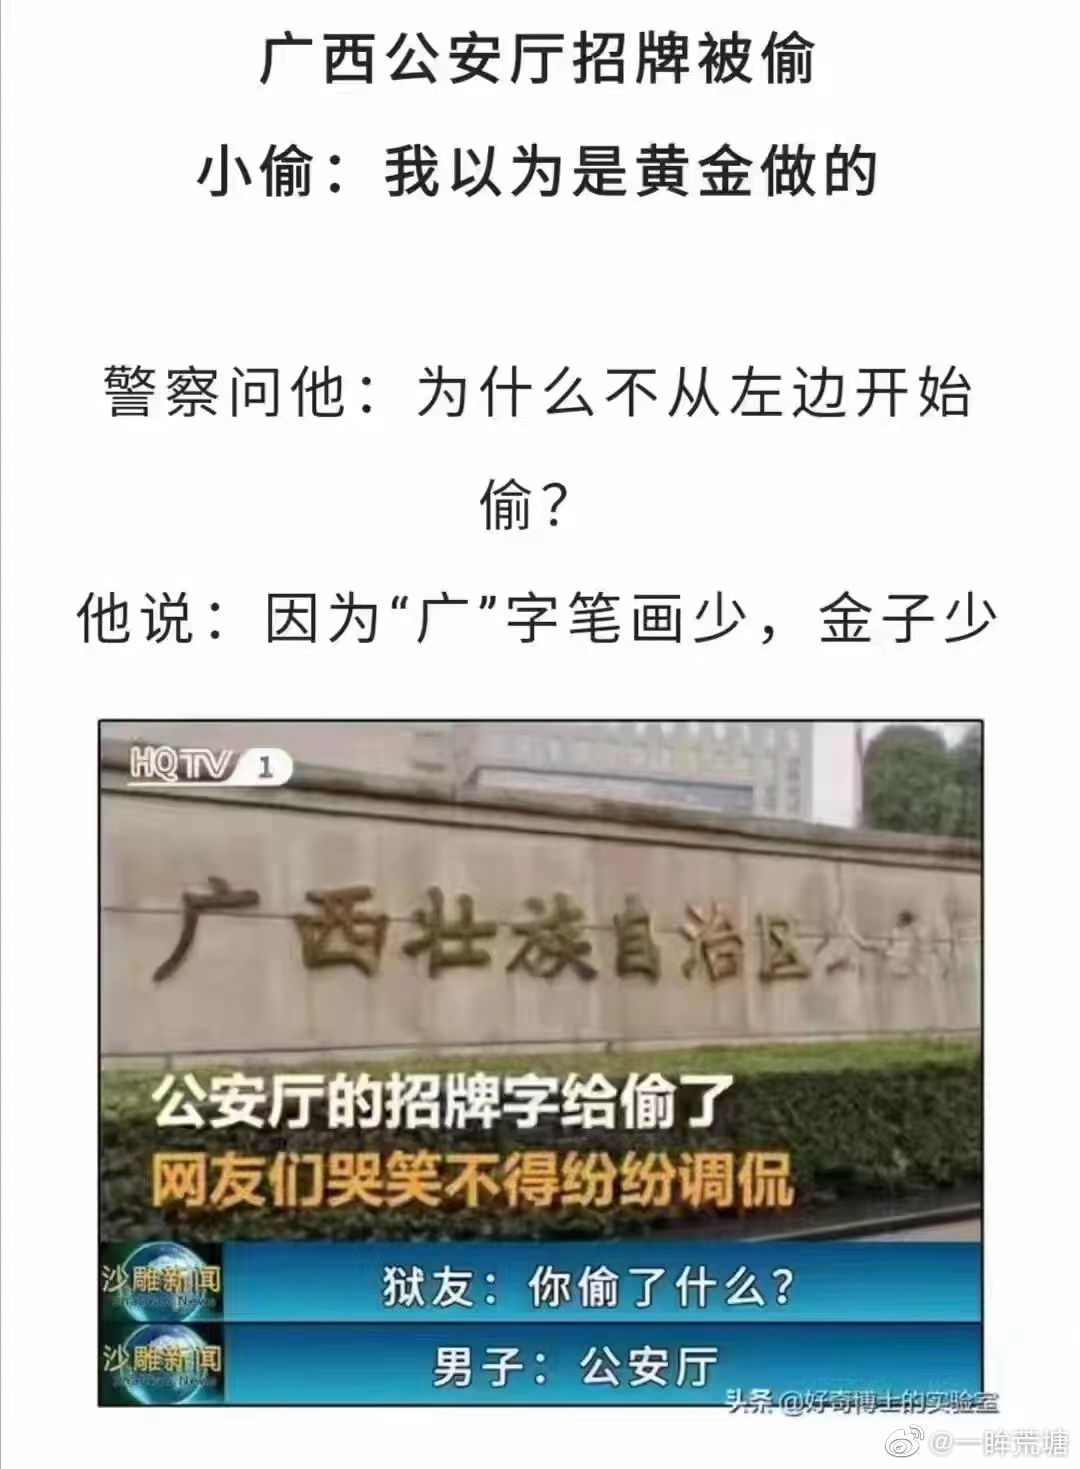 广西公安厅招牌被偷
小偷：我以为是黄金做的
警察问他：为什么不从左边开始
偷？
他说：因为“广”字笔画少，金子少
HQTV 1
广西壮族自治区
公安厅的招牌字给偷了
网友们哭笑不得纷纷调侃
沙雕新闻
狱友：你偷了什么？
沙雕新闻
男子：公安厅
头条 @好奇博士的实验室
@一眸荒塘